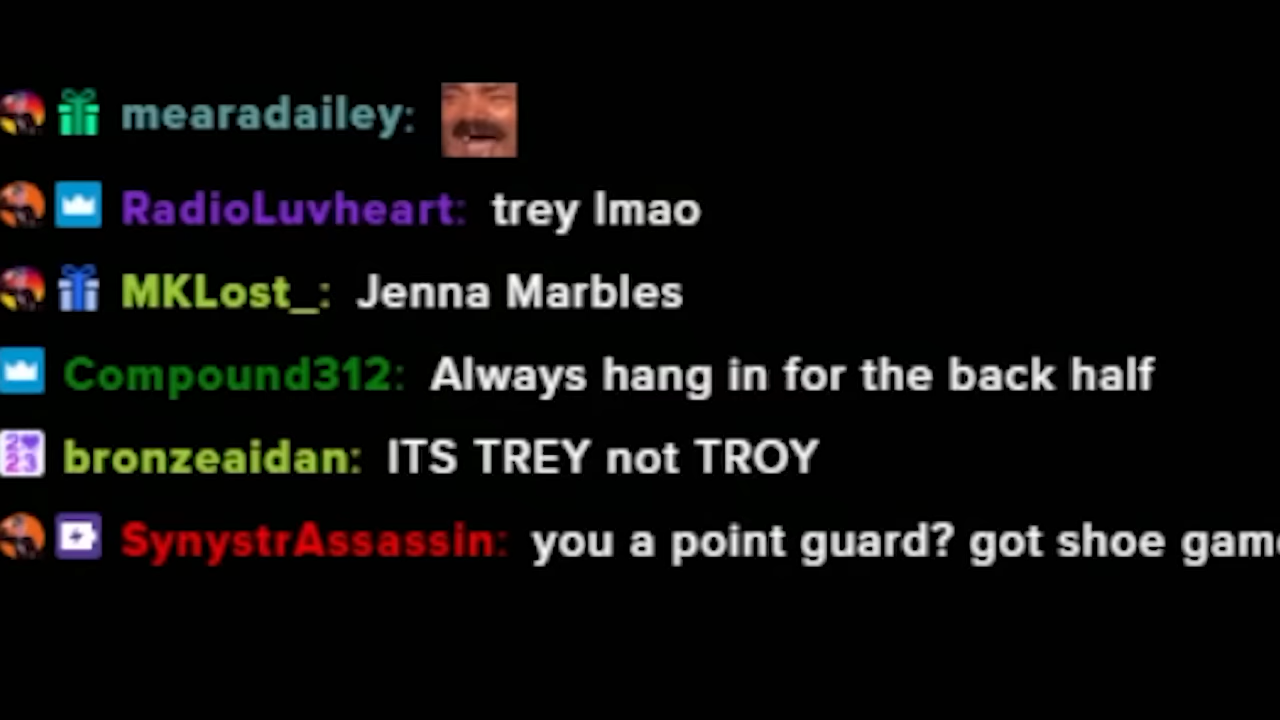 mearadailey:
RadioLuvheart: trey lmao
MKLost_: Jenna Marbles
Compound312: Always hang in for the back half
bronzeaidan: ITS TREY not TROY
SynystrAssassin: you a point guard? got shoe game